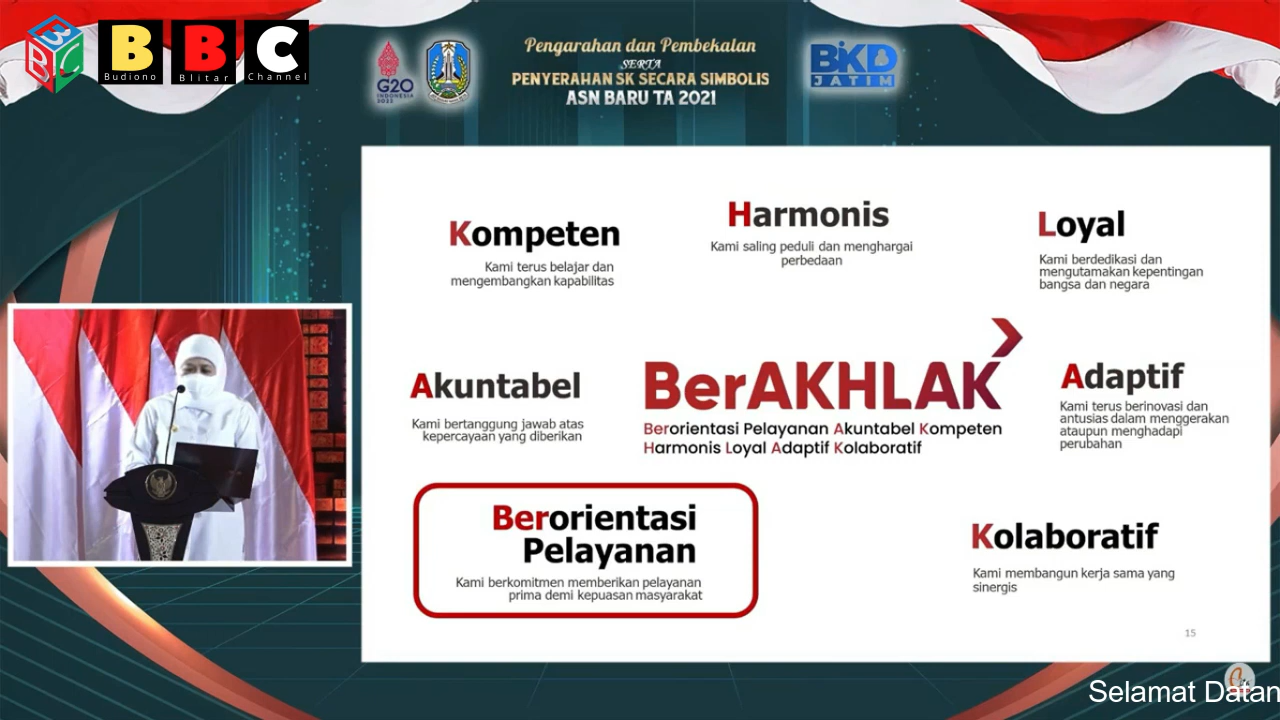 BBC
BBC
Budiono Blitar Channel
G20
INDONESIA
2022
Pengarahan dan Pembekalan
SERTA
PENYERAHAN SK SECARA SIMBOLIS
ASN BARU TA 2021
BKD
JATIM
Kompeten
Kami terus belajar dan
mengembangkan kapabilitas
Harmonis
Kami saling peduli dan menghargai
perbedaan
Loyal
Kami berdedikasi dan
mengutamakan kepentingan
bangsa dan negara
Akuntabel
Kami bertanggung jawab atas
kepercayaan yang diberikan
BerAKHLAK
Berorientasi Pelayanan Akuntabel Kompeten
Harmonis Loyal Adaptif Kolaboratif
Adaptif
Kami terus berinovasi dan
antusias dalam menggerakan
ataupun menghadapi
perubahan
Berorientasi
Pelayanan
Kami berkomitmen memberikan pelayanan
prima demi kepuasan masyarakat
Kolaboratif
Kami membangun kerja sama yang
sinergis
15
Selamat Datan